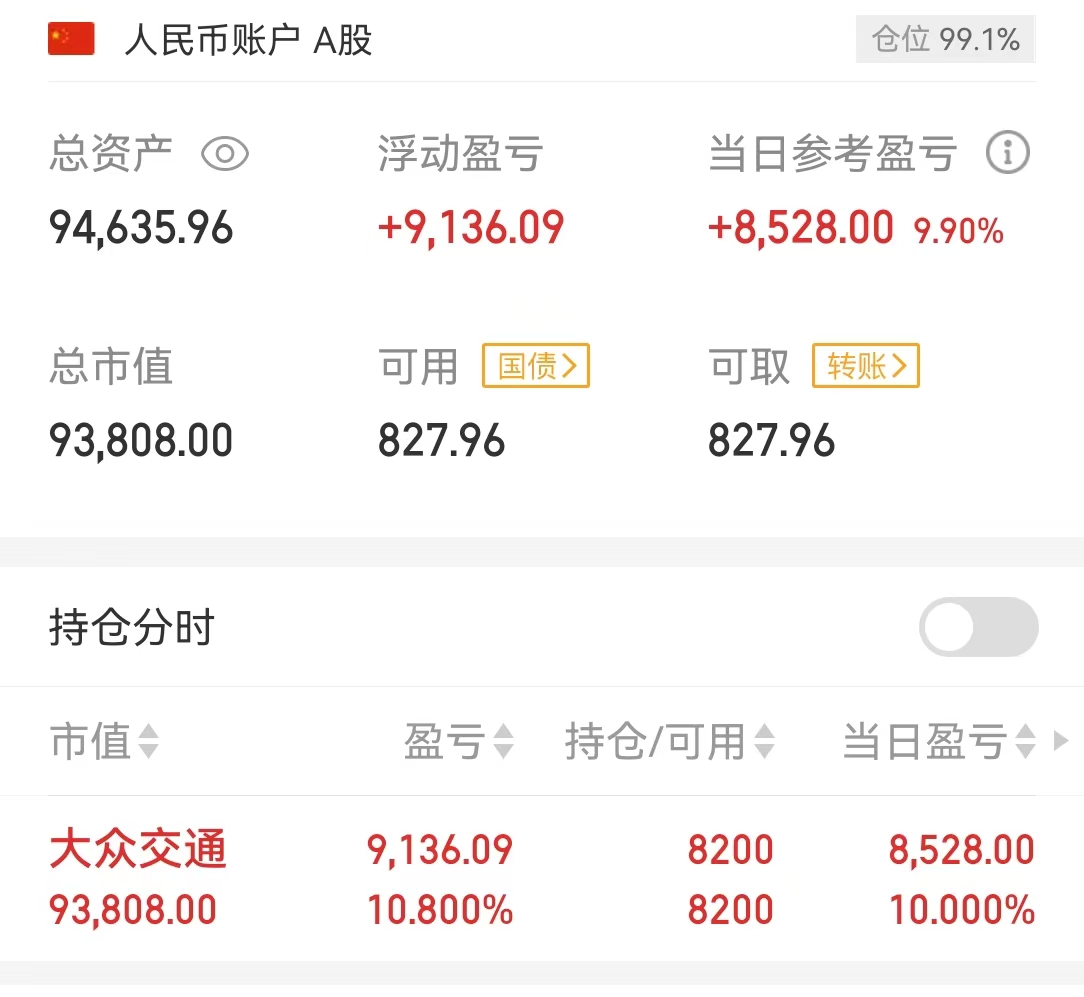 人民币账户 A股 仓位 99.1%
总资产 浮动盈亏 当日参考盈亏
94,635.96 +9,136.09 +8,528.00 9.90%
总市值 可用 国债 可取 转账
93,808.00 827.96 827.96
持仓分时
市值 盈亏 持仓/可用 当日盈亏
大众交通 9,136.09 8200 8,528.00
93,808.00 10.800% 8200 10.000%